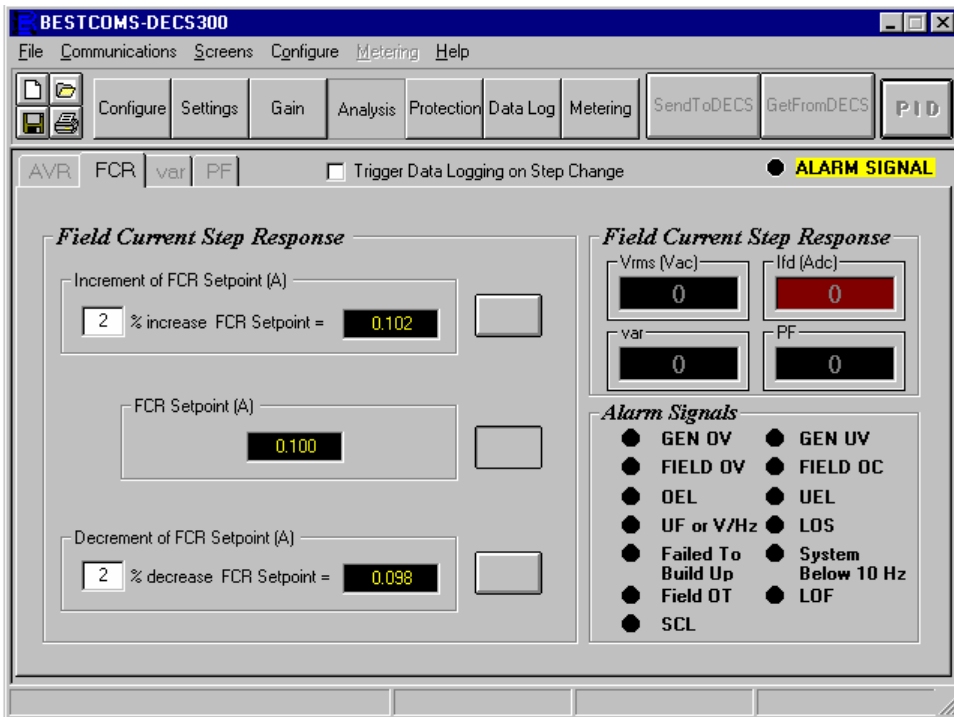 BESTCOMS-DECS300
File Communications Screens Configure Metering Help
Configure Settings Gain Analysis Protection Data Log Metering SendToDECS GetFromDECS PID
AVR FCR var PF
Trigger Data Logging on Step Change
ALARM SIGNAL
Field Current Step Response
Increment of FCR Setpoint (A)
2 % increase FCR Setpoint = 0.102
FCR Setpoint (A)
0.100
Decrement of FCR Setpoint (A)
2 % decrease FCR Setpoint = 0.098
Field Current Step Response
Vrms (Vac) Ifd (Adc)
0 0
var PF
0 0
Alarm Signals
GEN OV GEN UV
FIELD OV FIELD OC
OEL UEL
UF or V/Hz LOS
Failed To System
Build Up Below 10 Hz
Field OT LOF
SCL